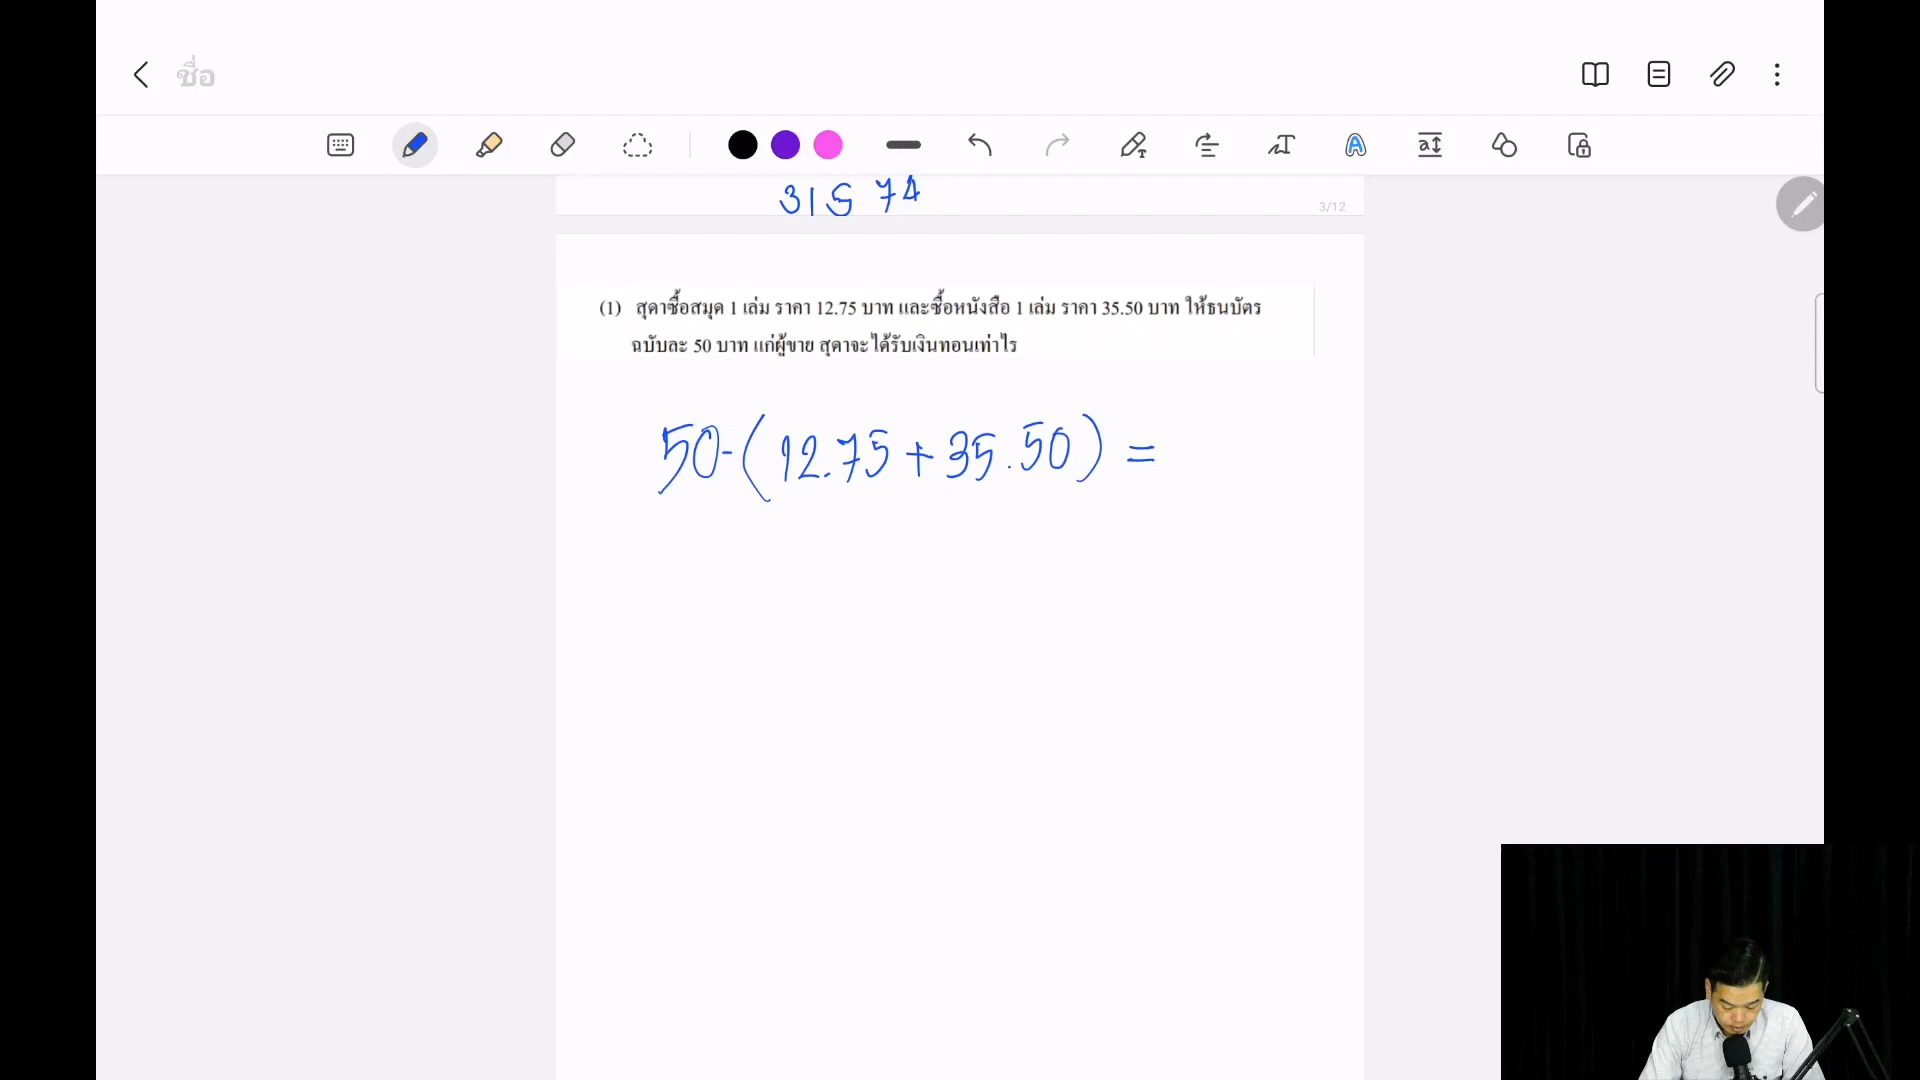 ชื่อ
31574
3/12
(1) สุดาซื้อสมุด 1 เล่ม ราคา 12.75 บาท และซื้อหนังสือ 1 เล่ม ราคา 35.50 บาท ให้ธนบัตร
ฉบับละ 50 บาท แก่ผู้ขาย สุดาจะได้รับเงินทอนเท่าไร
50-(12.75+35.50) =